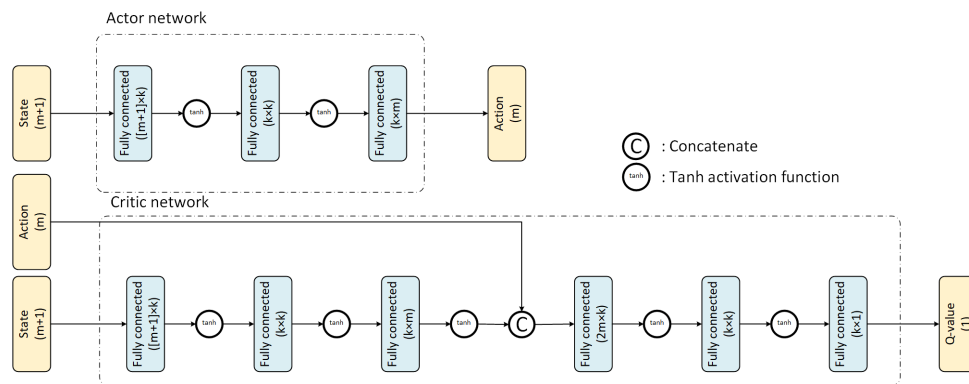 Actor network
State
(m+1)
Fully connected
([m+1]×k)
tanh
Fully connected
(k×k)
tanh
Fully connected
(k×m)
Action
(m)
C : Concatenate
tanh : Tanh activation function
Critic network
Action
(m)
State
(m+1)
Fully connected
([m+1]×k)
tanh
Fully connected
(k×k)
tanh
Fully connected
(k×m)
tanh
C
Fully connected
(2m×k)
tanh
Fully connected
(k×k)
tanh
Fully connected
(k×1)
Q-value
(1)